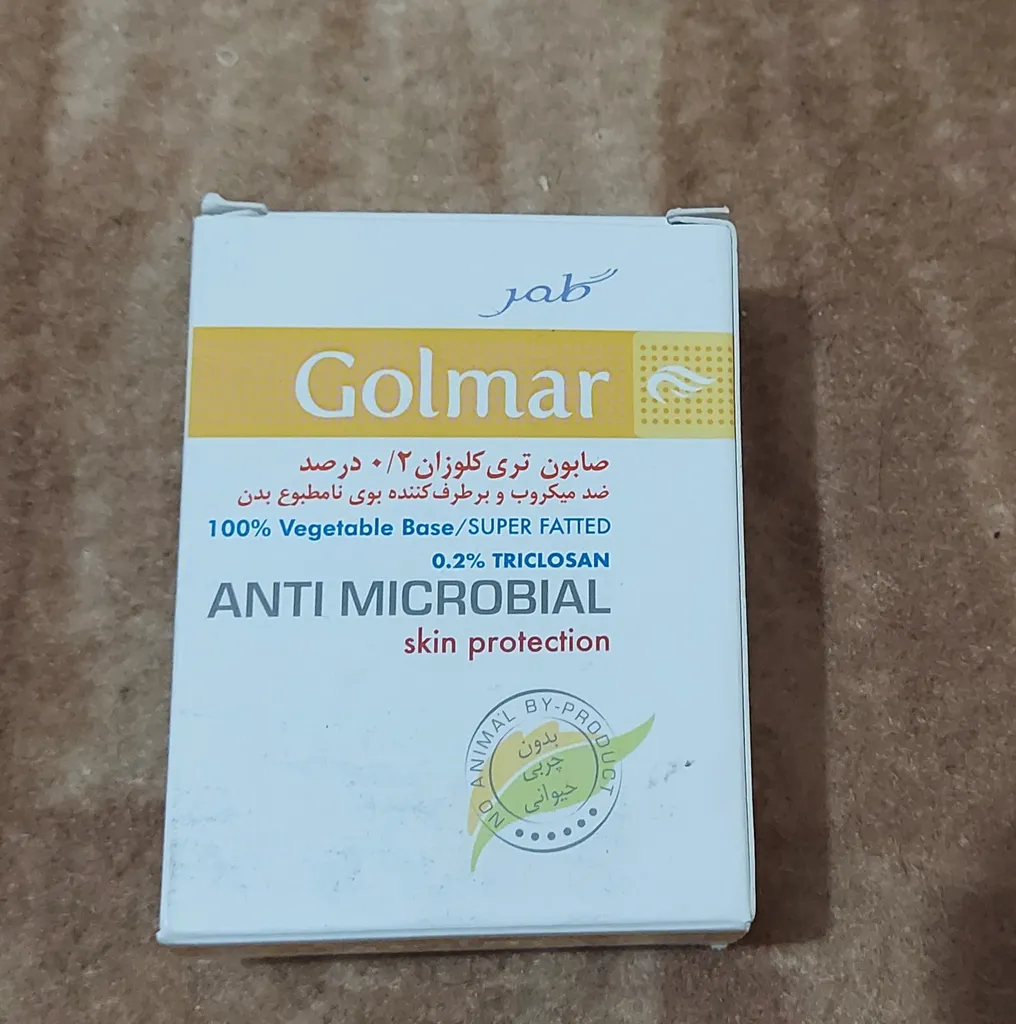 گلمر
Golmar
صابون تری‌کلوزان ۰/۲ درصد
ضد میکروب و برطرف‌کننده بوی نامطبوع بدن
100% Vegetable Base/SUPER FATTED
0.2% TRICLOSAN
ANTI MICROBIAL
skin protection
NO ANIMAL BY-PRODUCT
بدون
چربی
حیوانی